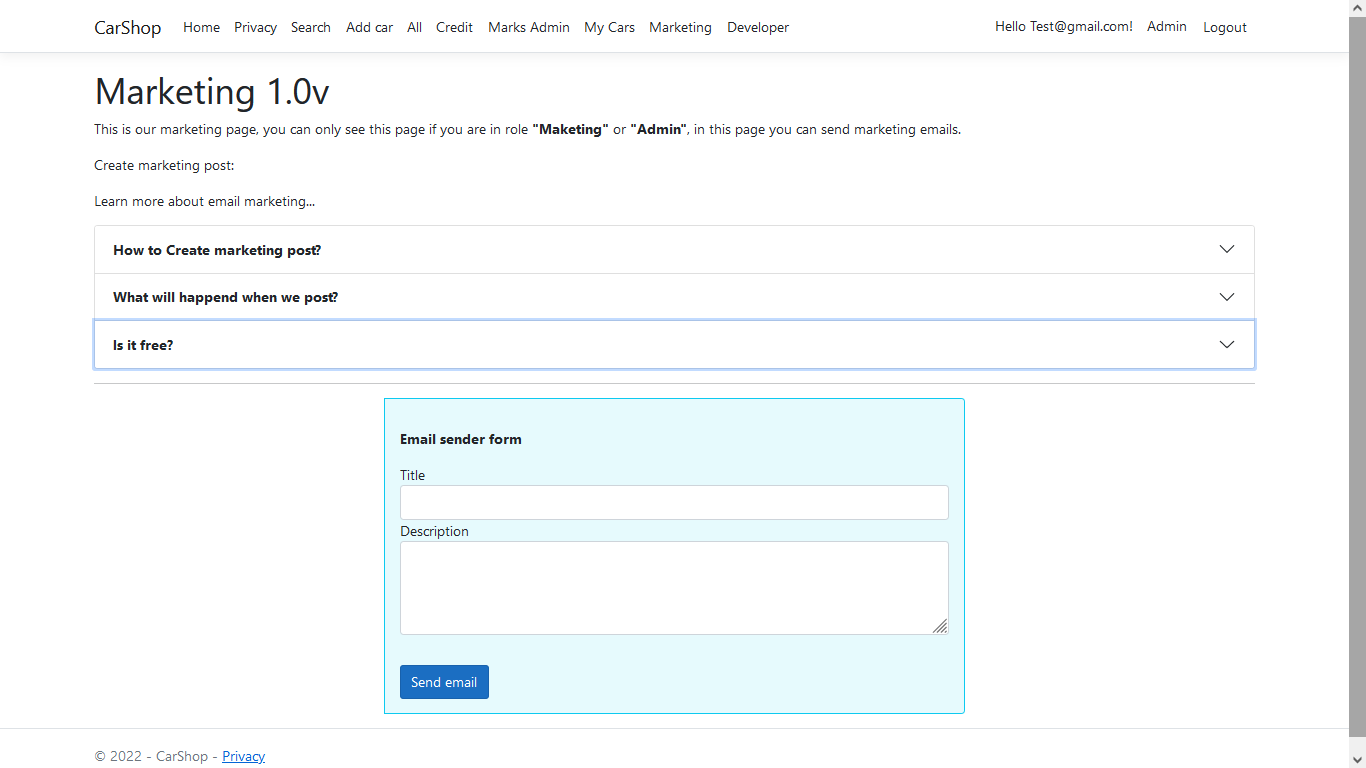 CarShop Home Privacy Search Add car All Credit Marks Admin My Cars Marketing Developer Hello Test@gmail.com! Admin Logout
Marketing 1.0v
This is our marketing page, you can only see this page if you are in role "Maketing" or "Admin", in this page you can send marketing emails.
Create marketing post:
Learn more about email marketing...
How to Create marketing post?
What will happend when we post?
Is it free?
Email sender form
Title
Description
Send email
© 2022 - CarShop - Privacy